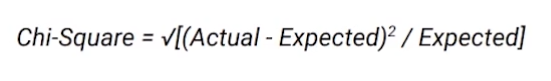 Chi-Square = √[(Actual - Expected)² / Expected]